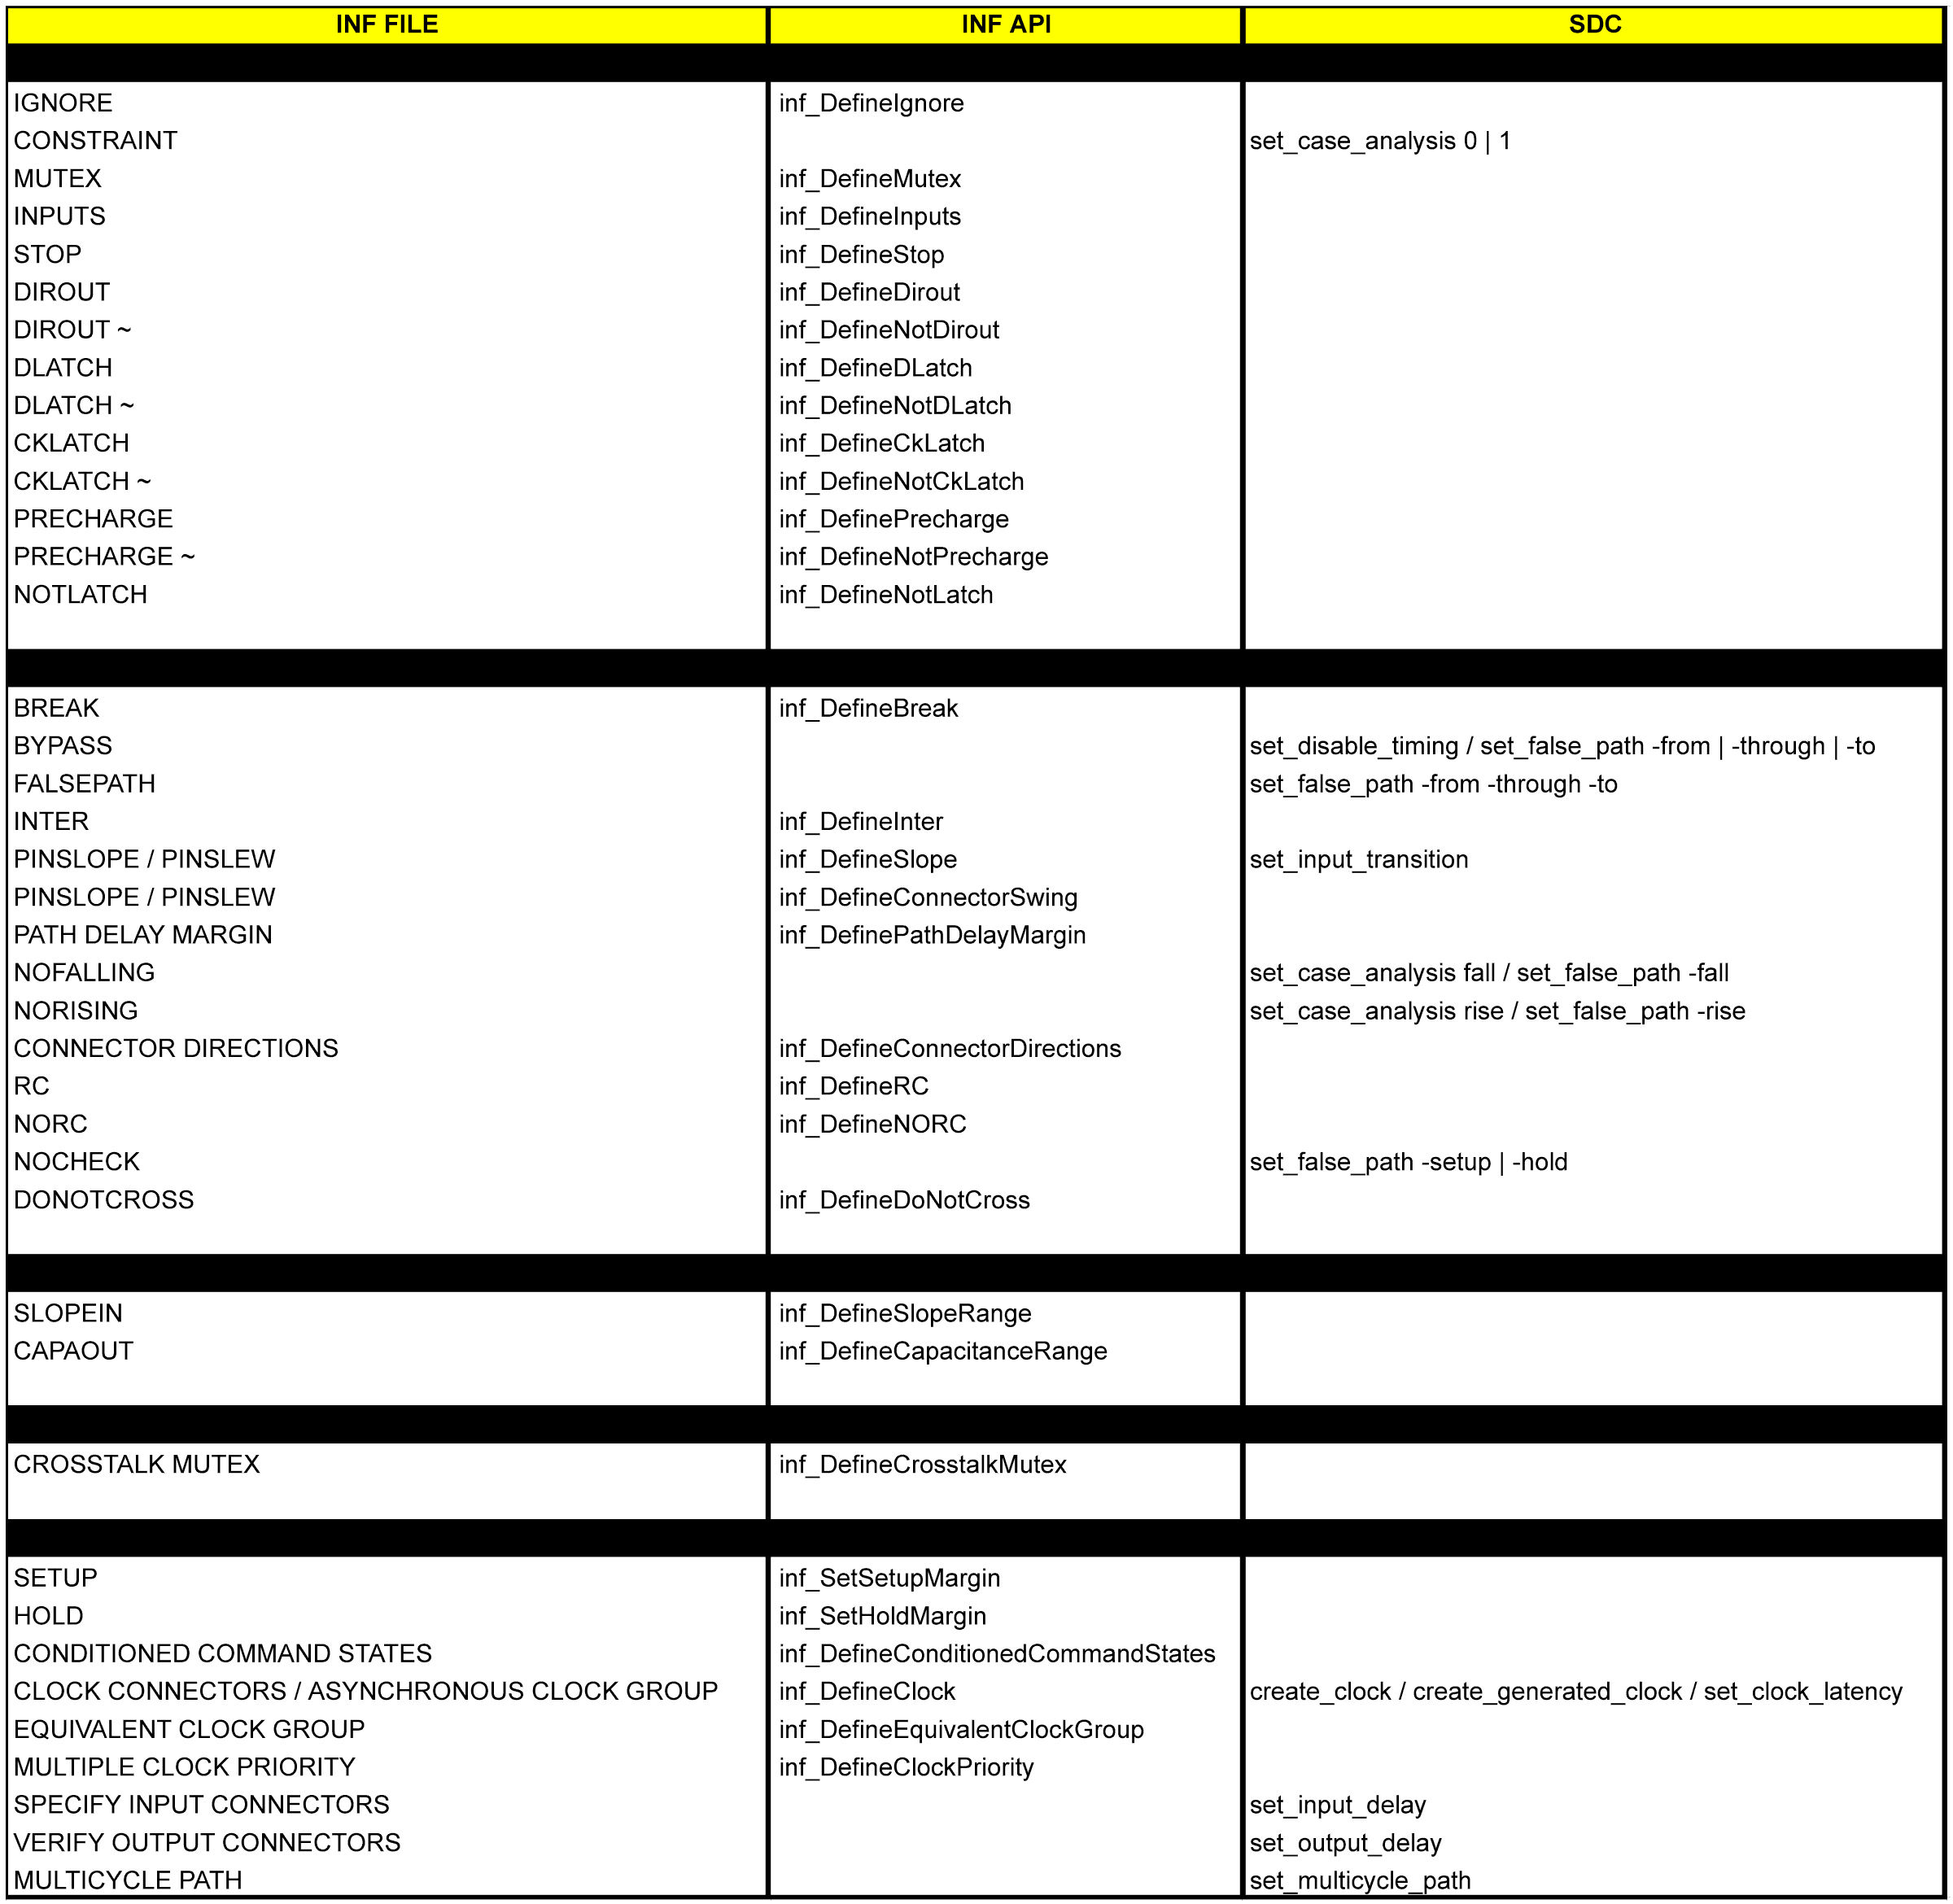 INF FILE INF API SDC
IGNORE inf_DefineIgnore
CONSTRAINT set_case_analysis 0 | 1
MUTEX inf_DefineMutex
INPUTS inf_DefineInputs
STOP inf_DefineStop
DIROUT inf_DefineDirout
DIROUT ~ inf_DefineNotDirout
DLATCH inf_DefineDLatch
DLATCH ~ inf_DefineNotDLatch
CKLATCH inf_DefineCkLatch
CKLATCH ~ inf_DefineNotCkLatch
PRECHARGE inf_DefinePrecharge
PRECHARGE ~ inf_DefineNotPrecharge
NOTLATCH inf_DefineNotLatch
BREAK inf_DefineBreak
BYPASS set_disable_timing / set_false_path -from | -through | -to
FALSEPATH set_false_path -from -through -to
INTER inf_DefineInter
PINSLOPE / PINSLEW inf_DefineSlope set_input_transition
PINSLOPE / PINSLEW inf_DefineConnectorSwing
PATH DELAY MARGIN inf_DefinePathDelayMargin
NOFALLING set_case_analysis fall / set_false_path -fall
NORISING set_case_analysis rise / set_false_path -rise
CONNECTOR DIRECTIONS inf_DefineConnectorDirections
RC inf_DefineRC
NORC inf_DefineNORC
NOCHECK set_false_path -setup | -hold
DONOTCROSS inf_DefineDoNotCross
SLOPEIN inf_DefineSlopeRange
CAPAOUT inf_DefineCapacitanceRange
CROSSTALK MUTEX inf_DefineCrosstalkMutex
SETUP inf_SetSetupMargin
HOLD inf_SetHoldMargin
CONDITIONED COMMAND STATES inf_DefineConditionedCommandStates
CLOCK CONNECTORS / ASYNCHRONOUS CLOCK GROUP inf_DefineClock create_clock / create_generated_clock / set_clock_latency
EQUIVALENT CLOCK GROUP inf_DefineEquivalentClockGroup
MULTIPLE CLOCK PRIORITY inf_DefineClockPriority
SPECIFY INPUT CONNECTORS set_input_delay
VERIFY OUTPUT CONNECTORS set_output_delay
MULTICYCLE PATH set_multicycle_path